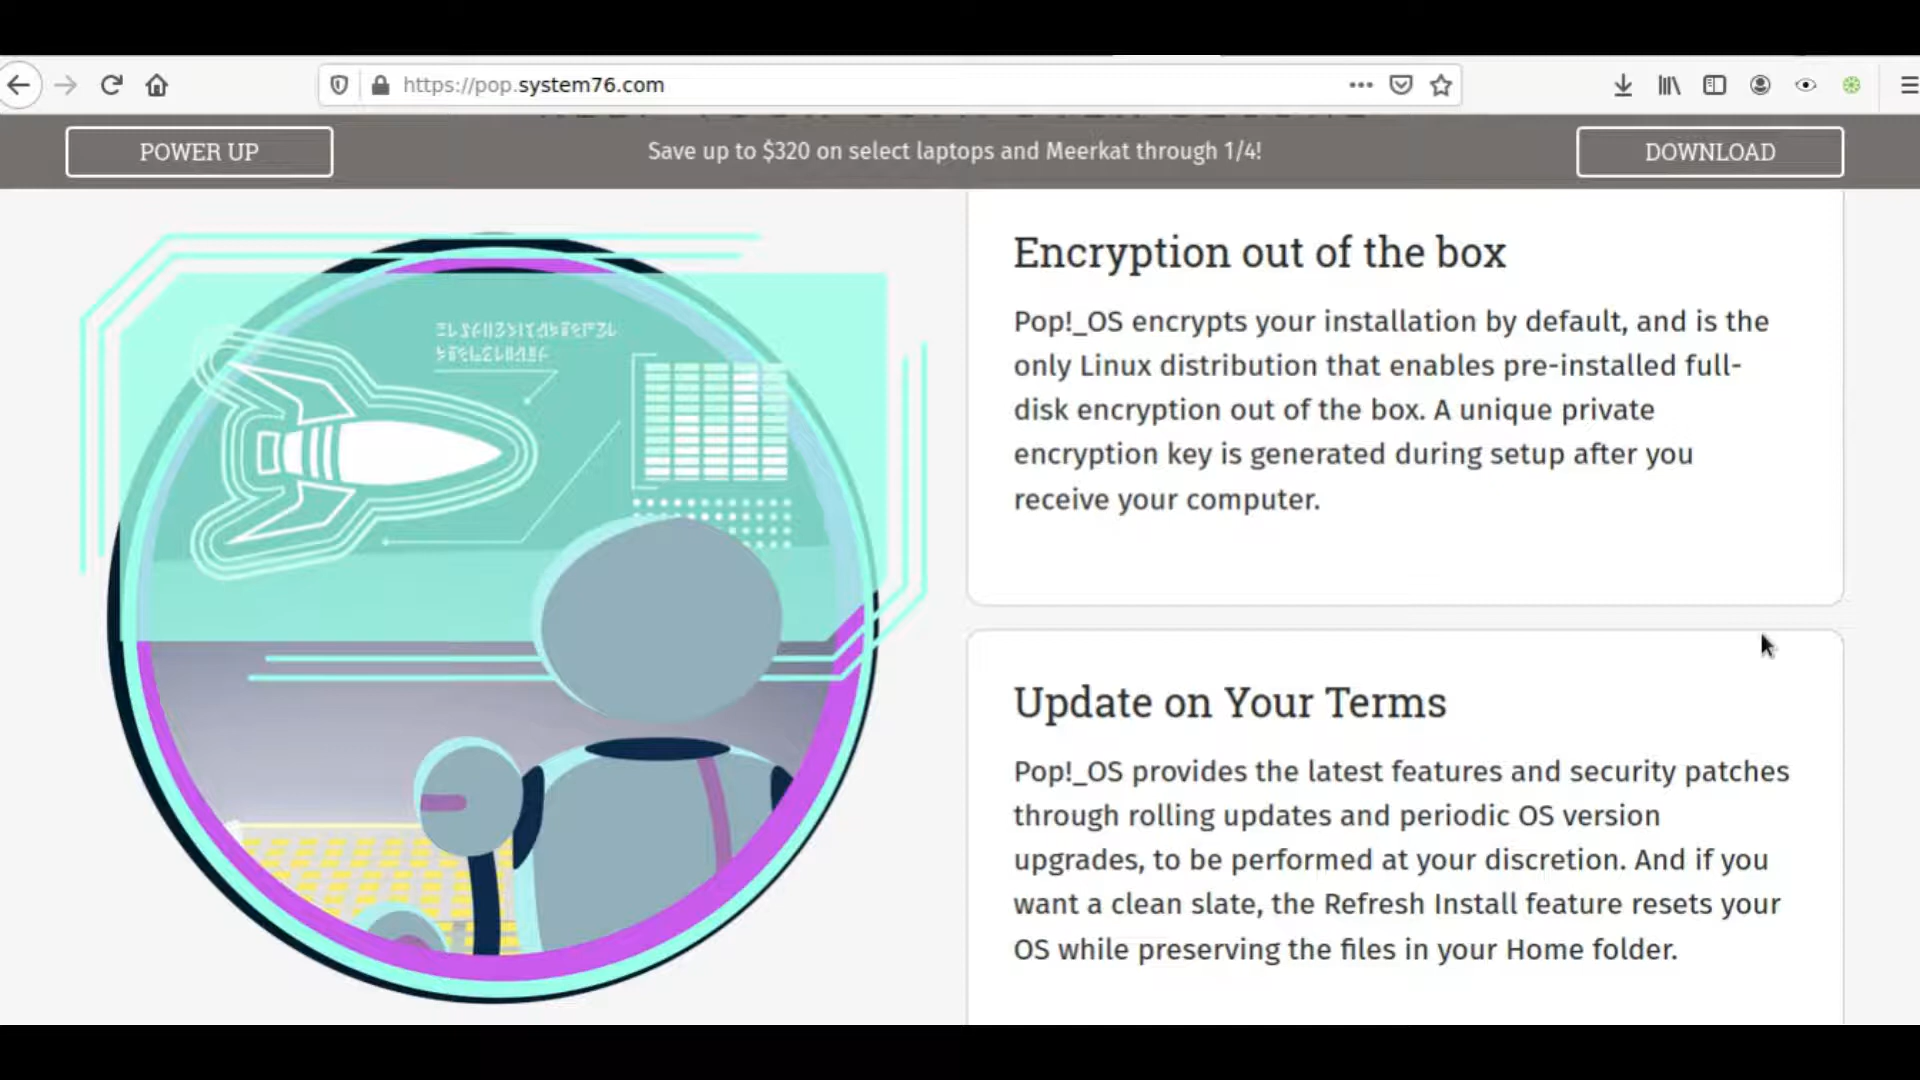 https://pop.system76.com
POWER UP
Save up to $320 on select laptops and Meerkat through 1/4!
DOWNLOAD
Encryption out of the box
Pop!_OS encrypts your installation by default, and is the
only Linux distribution that enables pre-installed full-
disk encryption out of the box. A unique private
encryption key is generated during setup after you
receive your computer.
Update on Your Terms
Pop!_OS provides the latest features and security patches
through rolling updates and periodic OS version
upgrades, to be performed at your discretion. And if you
want a clean slate, the Refresh Install feature resets your
OS while preserving the files in your Home folder.